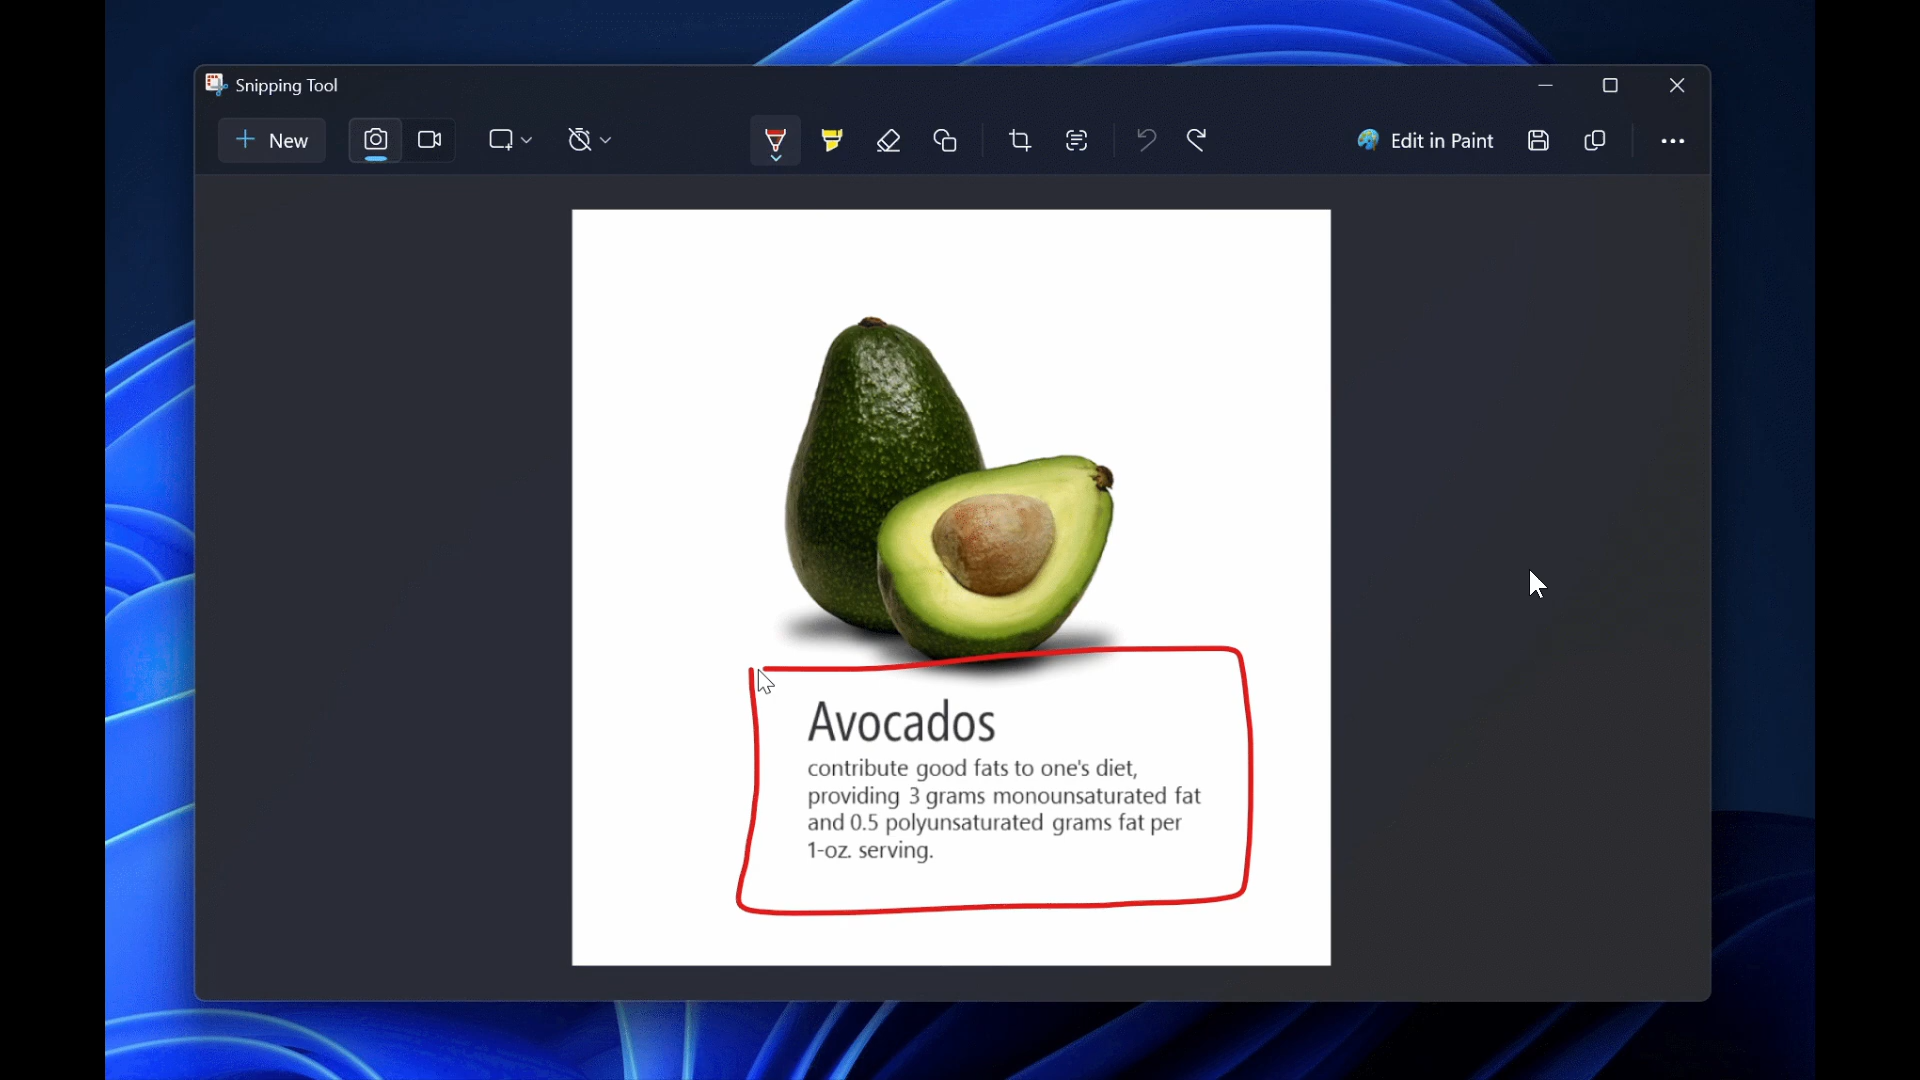 Snipping Tool
New
Edit in Paint
Avocados
contribute good fats to one's diet,
providing 3 grams monounsaturated fat
and 0.5 polyunsaturated grams fat per
1-oz. serving.